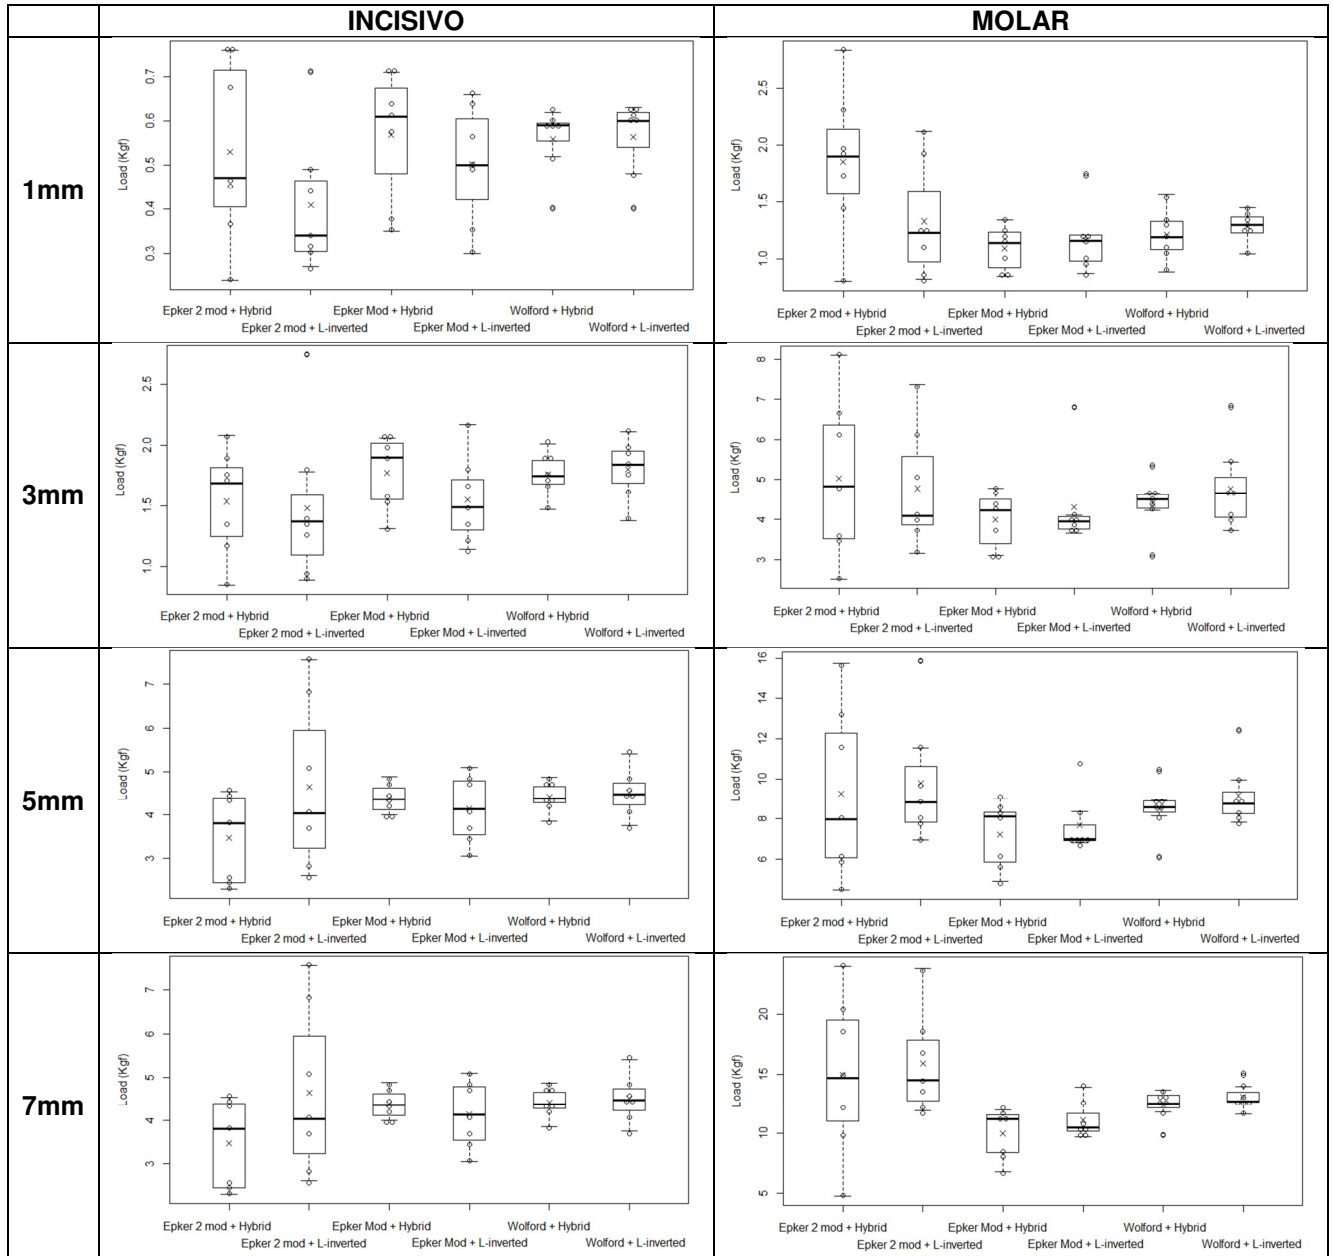 INCISIVO MOLAR
1mm
Load (Kgf)
0.7
0.6
0.5
0.4
0.3
Epker 2 mod + Hybrid Epker Mod + Hybrid Wolford + Hybrid
Epker 2 mod + L-inverted Epker Mod + L-inverted Wolford + L-inverted
Load (Kgf)
2.5
2.0
1.5
1.0
Epker 2 mod + Hybrid Epker Mod + Hybrid Wolford + Hybrid
Epker 2 mod + L-inverted Epker Mod + L-inverted Wolford + L-inverted
3mm
Load (Kgf)
2.5
2.0
1.5
1.0
Epker 2 mod + Hybrid Epker Mod + Hybrid Wolford + Hybrid
Epker 2 mod + L-inverted Epker Mod + L-inverted Wolford + L-inverted
Load (Kgf)
8
7
6
5
4
3
Epker 2 mod + Hybrid Epker Mod + Hybrid Wolford + Hybrid
Epker 2 mod + L-inverted Epker Mod + L-inverted Wolford + L-inverted
5mm
Load (Kgf)
7
6
5
4
3
Epker 2 mod + Hybrid Epker Mod + Hybrid Wolford + Hybrid
Epker 2 mod + L-inverted Epker Mod + L-inverted Wolford + L-inverted
Load (Kgf)
16
14
12
10
8
6
Epker 2 mod + Hybrid Epker Mod + Hybrid Wolford + Hybrid
Epker 2 mod + L-inverted Epker Mod + L-inverted Wolford + L-inverted
7mm
Load (Kgf)
7
6
5
4
3
Epker 2 mod + Hybrid Epker Mod + Hybrid Wolford + Hybrid
Epker 2 mod + L-inverted Epker Mod + L-inverted Wolford + L-inverted
Load (Kgf)
20
15
10
5
Epker 2 mod + Hybrid Epker Mod + Hybrid Wolford + Hybrid
Epker 2 mod + L-inverted Epker Mod + L-inverted Wolford + L-inverted